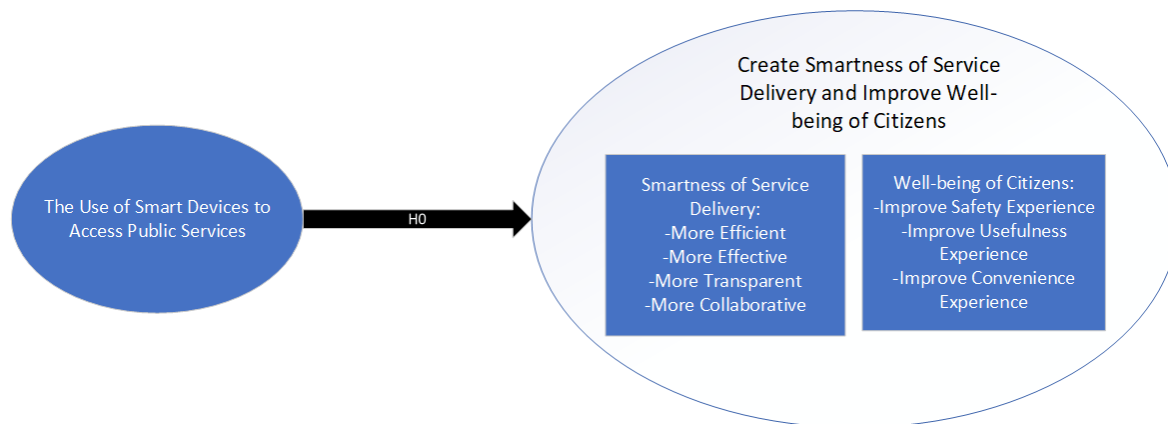 The Use of Smart Devices to
Access Public Services
H0
Create Smartness of Service
Delivery and Improve Well-
being of Citizens
Smartness of Service
Delivery:
-More Efficient
-More Effective
-More Transparent
-More Collaborative
Well-being of Citizens:
-Improve Safety Experience
-Improve Usefulness
Experience
-Improve Convenience
Experience